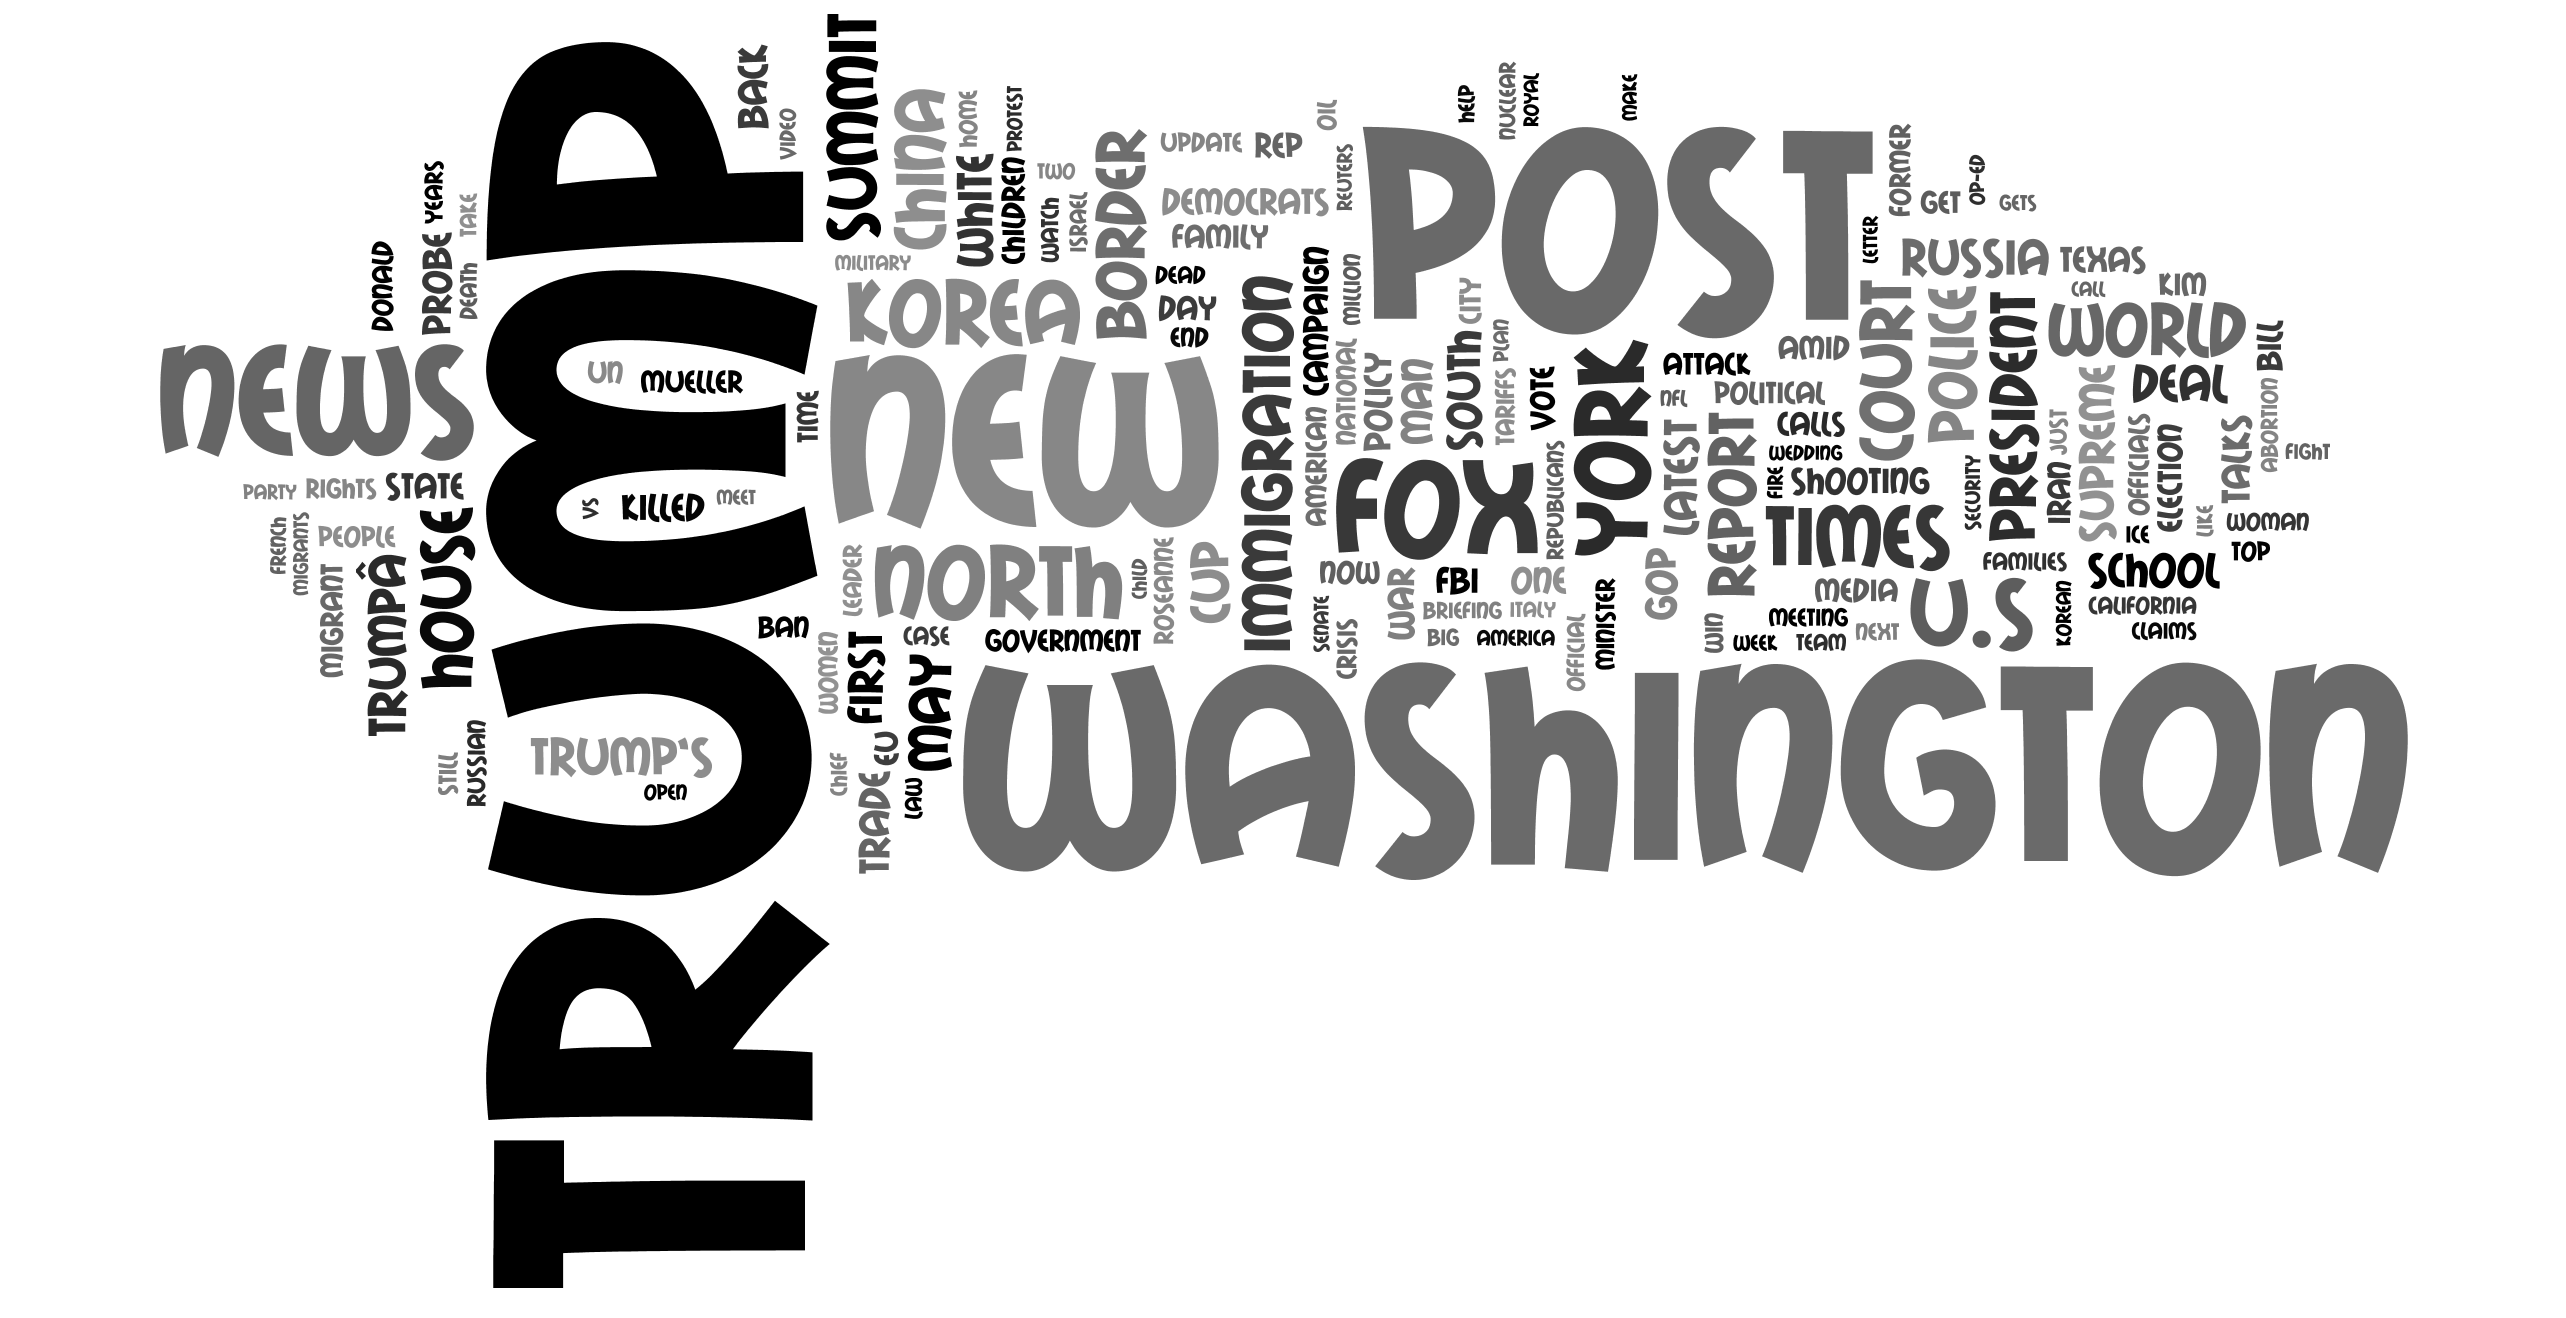 TRUMP
POST
WASHINGTON
NEW
NEWS
NORTH
KOREA
FOX
YORK
TIMES
U.S
IMMIGRATION
BORDER
SUMMIT
CHINA
WHITE
HOUSE
HOME
PROTEST
CHILDREN
TWO
WATCH
ISRAEL
MILITARY
BACK
VIDEO
UPDATE
REP
OIL
REUTERS
DEMOCRATS
FAMILY
DEAD
DAY
END
MILLION
CAMPAIGN
AMERICAN
NATIONAL
POLICY
MAN
SOUTH
CITY
PLAN
TARIFFS
VOTE
REPUBLICANS
HELP
NUCLEAR
ROYAL
MAKE
FORMER
GET
OP-ED
GETS
LETTER
RUSSIA
TEXAS
CALL
KIM
WORLD
BILL
DEAL
COURT
POLICE
PRESIDENT
AMID
ATTACK
NFL
POLITICAL
CALLS
WEDDING
FIRE
SHOOTING
LATEST
REPORT
SECURITY
IRAN
JUST
SUPREME
OFFICIALS
ELECTION
ICE
LIKE
TALKS
ABORTION
FIGHT
WOMAN
TOP
FAMILIES
SCHOOL
CALIFORNIA
CLAIMS
KOREAN
MEDIA
MEETING
WEEK
TEAM
NEXT
WIN
GOP
MINISTER
OFFICIAL
ONE
FBI
NOW
WAR
BRIEFING
ITALY
BIG
AMERICA
SENATE
CRISIS
CUP
ROSEANNE
CHILD
LEADER
CASE
GOVERNMENT
FIRST
WOMEN
MAY
LAW
EU
TRADE
CHIEF
BAN
TIME
UN
MUELLER
VS
KILLED
MEET
TRUMP'S
OPEN
YEARS
TAKE
PROBE
DEATH
DONALD
PARTY
RIGHTS
STATE
FRENCH
MIGRANTS
PEOPLE
MIGRANT
TRUMPÂ
STILL
RUSSIAN